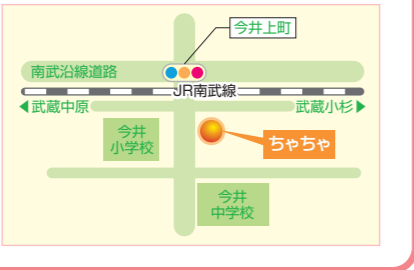 今井上町
南武沿線道路
JR南武線
◀武蔵中原
武蔵小杉▶
今井
小学校
ちゃちゃ
今井
中学校